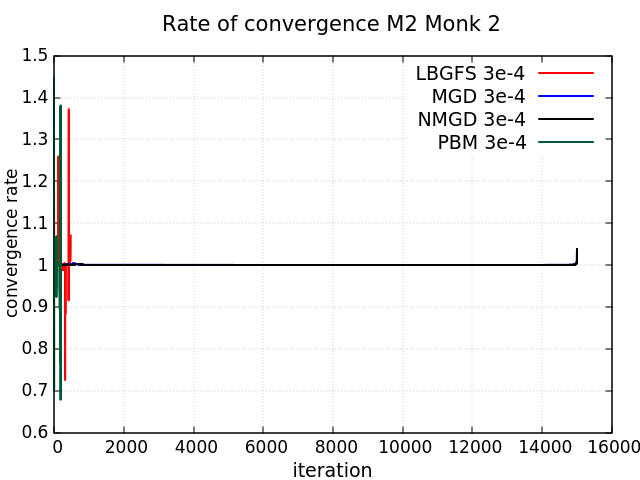 Rate of convergence M2 Monk 2
LBGFS 3e-4
MGD 3e-4
NMGD 3e-4
PBM 3e-4
convergence rate
1.5
1.4
1.3
1.2
1.1
1
0.9
0.8
0.7
0.6
0 2000 4000 6000 8000 10000 12000 14000 16000
iteration